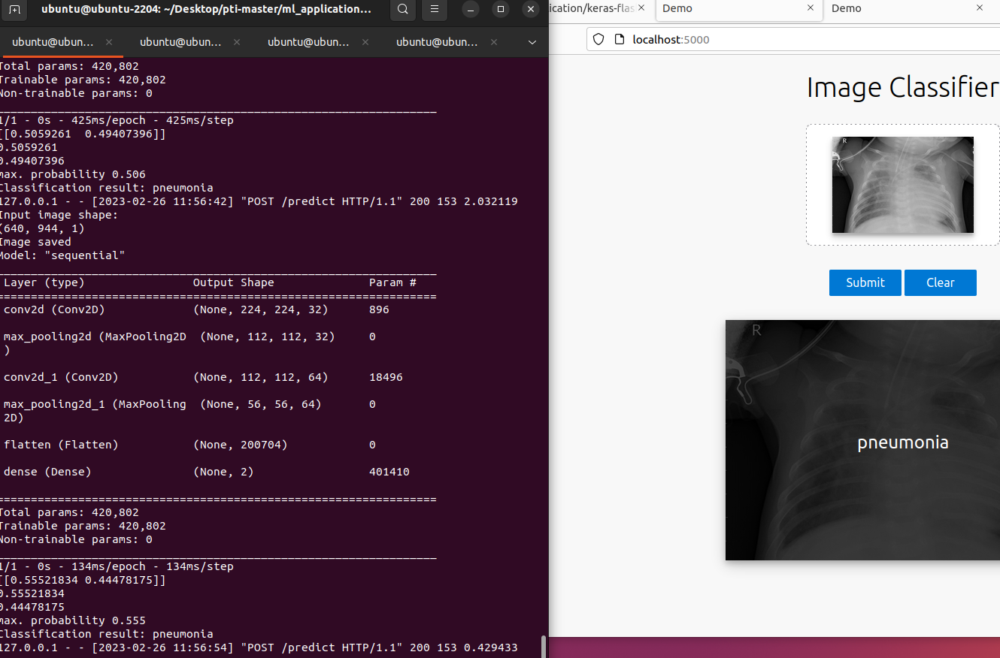 ubuntu@ubuntu-2204: ~/Desktop/pti-master/ml_application...
ubuntu@ubun...
ubuntu@ubun...
ubuntu@ubun...
ubuntu@ubun...
Total params: 420,802
Trainable params: 420,802
Non-trainable params: 0
1/1 - 0s - 425ms/epoch - 425ms/step
[[0.5059261  0.49407396]]
0.5059261
0.49407396
max. probability 0.506
Classification result: pneumonia
127.0.0.1 - - [2023-02-26 11:56:42] "POST /predict HTTP/1.1" 200 153 2.032119
Input image shape:
(640, 944, 1)
Image saved
Model: "sequential"
Layer (type) Output Shape Param #
=================================================================
conv2d (Conv2D) (None, 224, 224, 32) 896
max_pooling2d (MaxPooling2D (None, 112, 112, 32) 0
)
conv2d_1 (Conv2D) (None, 112, 112, 64) 18496
max_pooling2d_1 (MaxPooling (None, 56, 56, 64) 0
2D)
flatten (Flatten) (None, 200704) 0
dense (Dense) (None, 2) 401410
=================================================================
Total params: 420,802
Trainable params: 420,802
Non-trainable params: 0
1/1 - 0s - 134ms/epoch - 134ms/step
[[0.55521834 0.44478175]]
0.55521834
0.44478175
max. probability 0.555
Classification result: pneumonia
127.0.0.1 - - [2023-02-26 11:56:54] "POST /predict HTTP/1.1" 200 153 0.429433
ication/keras-flas
Demo
Demo
localhost:5000
Image Classifier
R
Submit
Clear
R
pneumonia